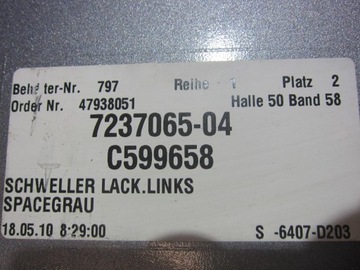 Behälter-Nr. 797 Reihe 1 Platz 2
Order Nr. 47938051 Halle 50 Band 58
7237065-04
C599658
SCHWELLER LACK.LINKS
SPACEGRAU
18.05.10 8:29:00 S -6407-D203